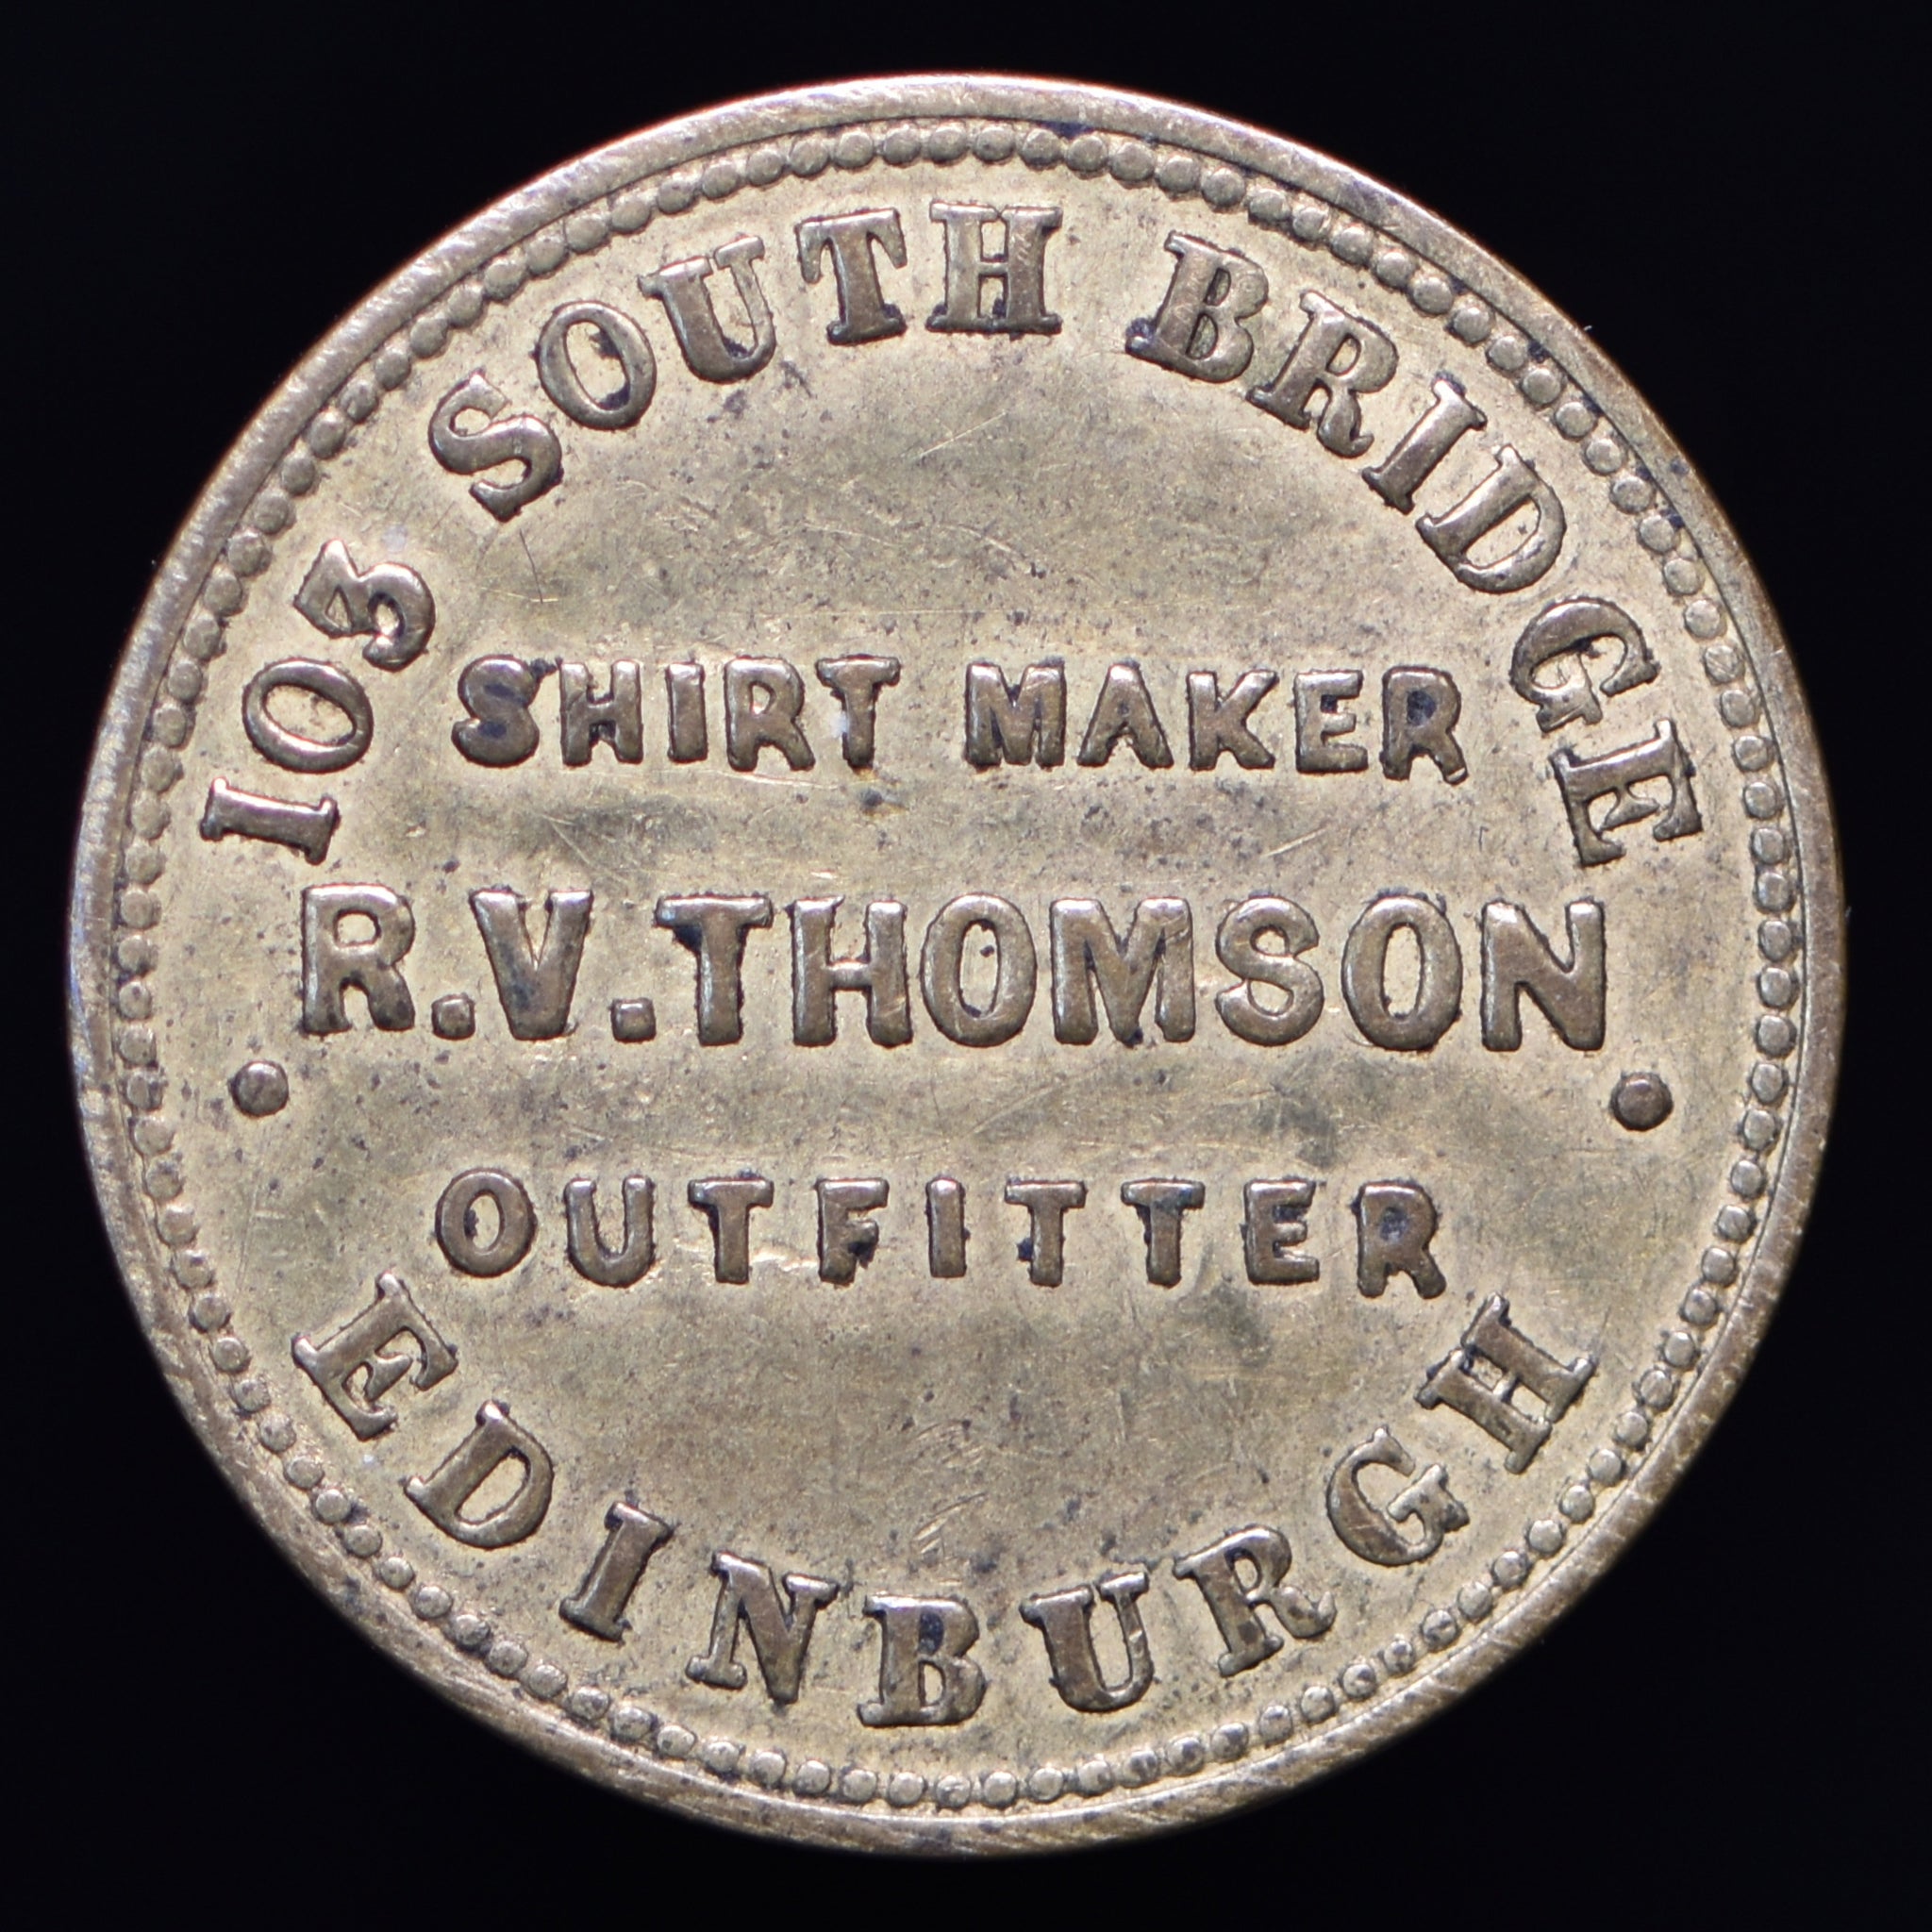 103 SOUTH BRIDGE
SHIRT MAKER
R.V.THOMSON
OUTFITTER
EDINBURGH